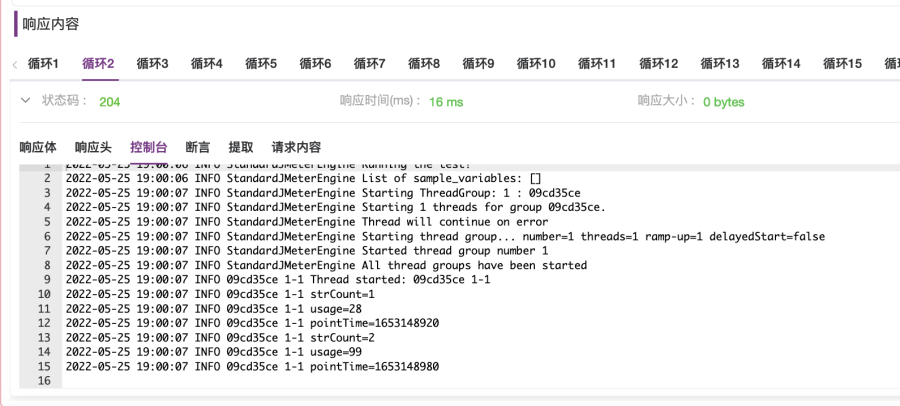 响应内容
循环1 循环2 循环3 循环4 循环5 循环6 循环7 循环8 循环9 循环10 循环11 循环12 循环13 循环14 循环15
状态码： 204 响应时间(ms)： 16 ms 响应大小： 0 bytes
响应体 响应头 控制台 断言 提取 请求内容
1 2022-05-25 19:00:06 INFO StandardJMeterEngine Running the test!
2 2022-05-25 19:00:06 INFO StandardJMeterEngine List of sample_variables: []
3 2022-05-25 19:00:07 INFO StandardJMeterEngine Starting ThreadGroup: 1 : 09cd35ce
4 2022-05-25 19:00:07 INFO StandardJMeterEngine Starting 1 threads for group 09cd35ce.
5 2022-05-25 19:00:07 INFO StandardJMeterEngine Thread will continue on error
6 2022-05-25 19:00:07 INFO StandardJMeterEngine Starting thread group... number=1 threads=1 ramp-up=1 delayedStart=false
7 2022-05-25 19:00:07 INFO StandardJMeterEngine Started thread group number 1
8 2022-05-25 19:00:07 INFO StandardJMeterEngine All thread groups have been started
9 2022-05-25 19:00:07 INFO 09cd35ce 1-1 Thread started: 09cd35ce 1-1
10 2022-05-25 19:00:07 INFO 09cd35ce 1-1 strCount=1
11 2022-05-25 19:00:07 INFO 09cd35ce 1-1 usage=28
12 2022-05-25 19:00:07 INFO 09cd35ce 1-1 pointTime=1653148920
13 2022-05-25 19:00:07 INFO 09cd35ce 1-1 strCount=2
14 2022-05-25 19:00:07 INFO 09cd35ce 1-1 usage=99
15 2022-05-25 19:00:07 INFO 09cd35ce 1-1 pointTime=1653148980
16